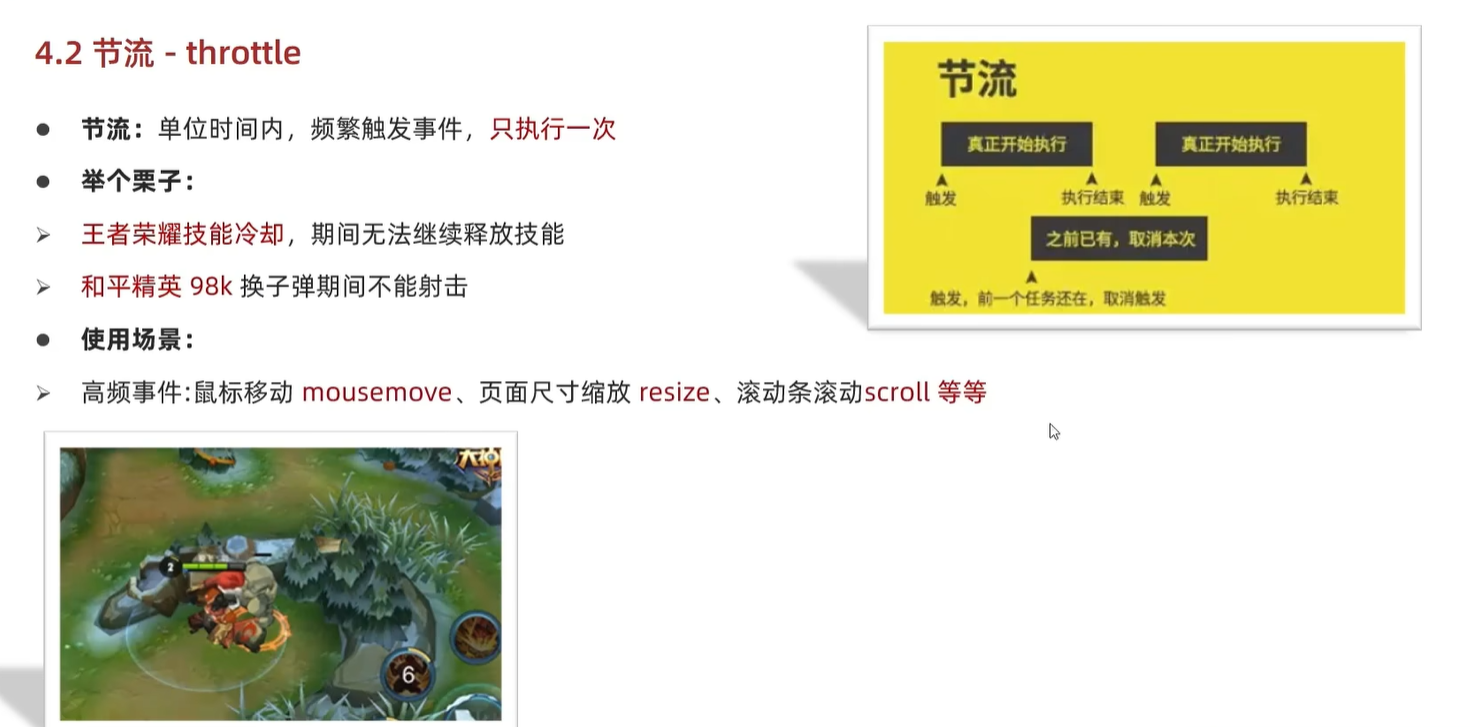 4.2 节流 - throttle
● 节流：单位时间内，频繁触发事件，只执行一次
● 举个栗子：
➢ 王者荣耀技能冷却，期间无法继续释放技能
➢ 和平精英 98k 换子弹期间不能射击
● 使用场景：
➢ 高频事件:鼠标移动 mousemove、页面尺寸缩放 resize、滚动条滚动scroll 等等
节流
真正开始执行 真正开始执行
触发 执行结束 触发 执行结束
之前已有，取消本次
触发，前一个任务还在，取消触发
2
6